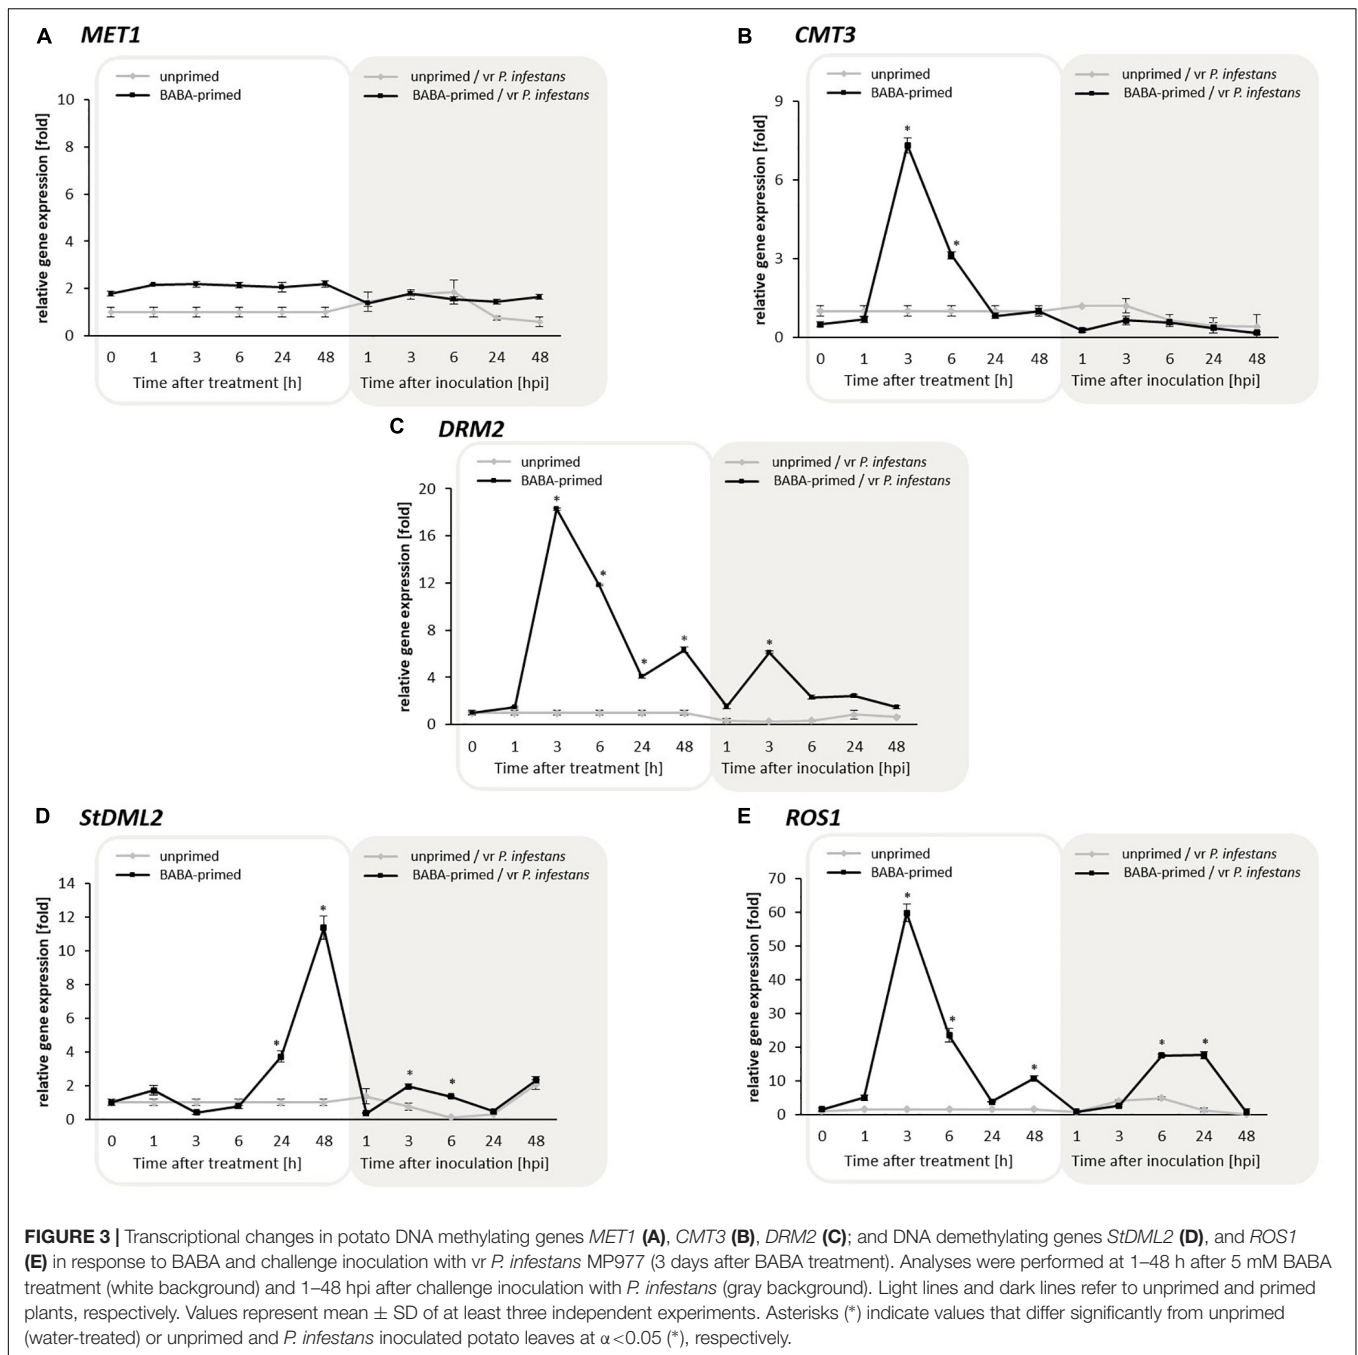 A MET1
unprimed
BABA-primed
unprimed / vr P. infestans
BABA-primed / vr P. infestans
relative gene expression [fold]
10
8
6
4
2
0
0 1 3 6 24 48 1 3 6 24 48
Time after treatment [h] Time after inoculation [hpi]
B CMT3
unprimed
BABA-primed
unprimed / vr P. infestans
BABA-primed / vr P. infestans
relative gene expression [fold]
9
6
3
0
*
*
0 1 3 6 24 48 1 3 6 24 48
Time after treatment [h] Time after inoculation [hpi]
C DRM2
unprimed
BABA-primed
unprimed / vr P. infestans
BABA-primed / vr P. infestans
relative gene expression [fold]
20
16
12
8
4
0
*
*
*
*
*
0 1 3 6 24 48 1 3 6 24 48
Time after treatment [h] Time after inoculation [hpi]
D StDML2
unprimed
BABA-primed
unprimed / vr P. infestans
BABA-primed / vr P. infestans
relative gene expression [fold]
14
12
10
8
6
4
2
0
*
*
*
*
0 1 3 6 24 48 1 3 6 24 48
Time after treatment [h] Time after inoculation [hpi]
E ROS1
unprimed
BABA-primed
unprimed / vr P. infestans
BABA-primed / vr P. infestans
relative gene expression [fold]
70
60
50
40
30
20
10
0
*
*
*
*
*
0 1 3 6 24 48 1 3 6 24 48
Time after treatment [h] Time after inoculation [hpi]
FIGURE 3 | Transcriptional changes in potato DNA methylating genes MET1 (A), CMT3 (B), DRM2 (C); and DNA demethylating genes StDML2 (D), and ROS1
(E) in response to BABA and challenge inoculation with vr P. infestans MP977 (3 days after BABA treatment). Analyses were performed at 1–48 h after 5 mM BABA
treatment (white background) and 1–48 hpi after challenge inoculation with P. infestans (gray background). Light lines and dark lines refer to unprimed and primed
plants, respectively. Values represent mean ± SD of at least three independent experiments. Asterisks (*) indicate values that differ significantly from unprimed
(water-treated) or unprimed and P. infestans inoculated potato leaves at α<0.05 (*), respectively.